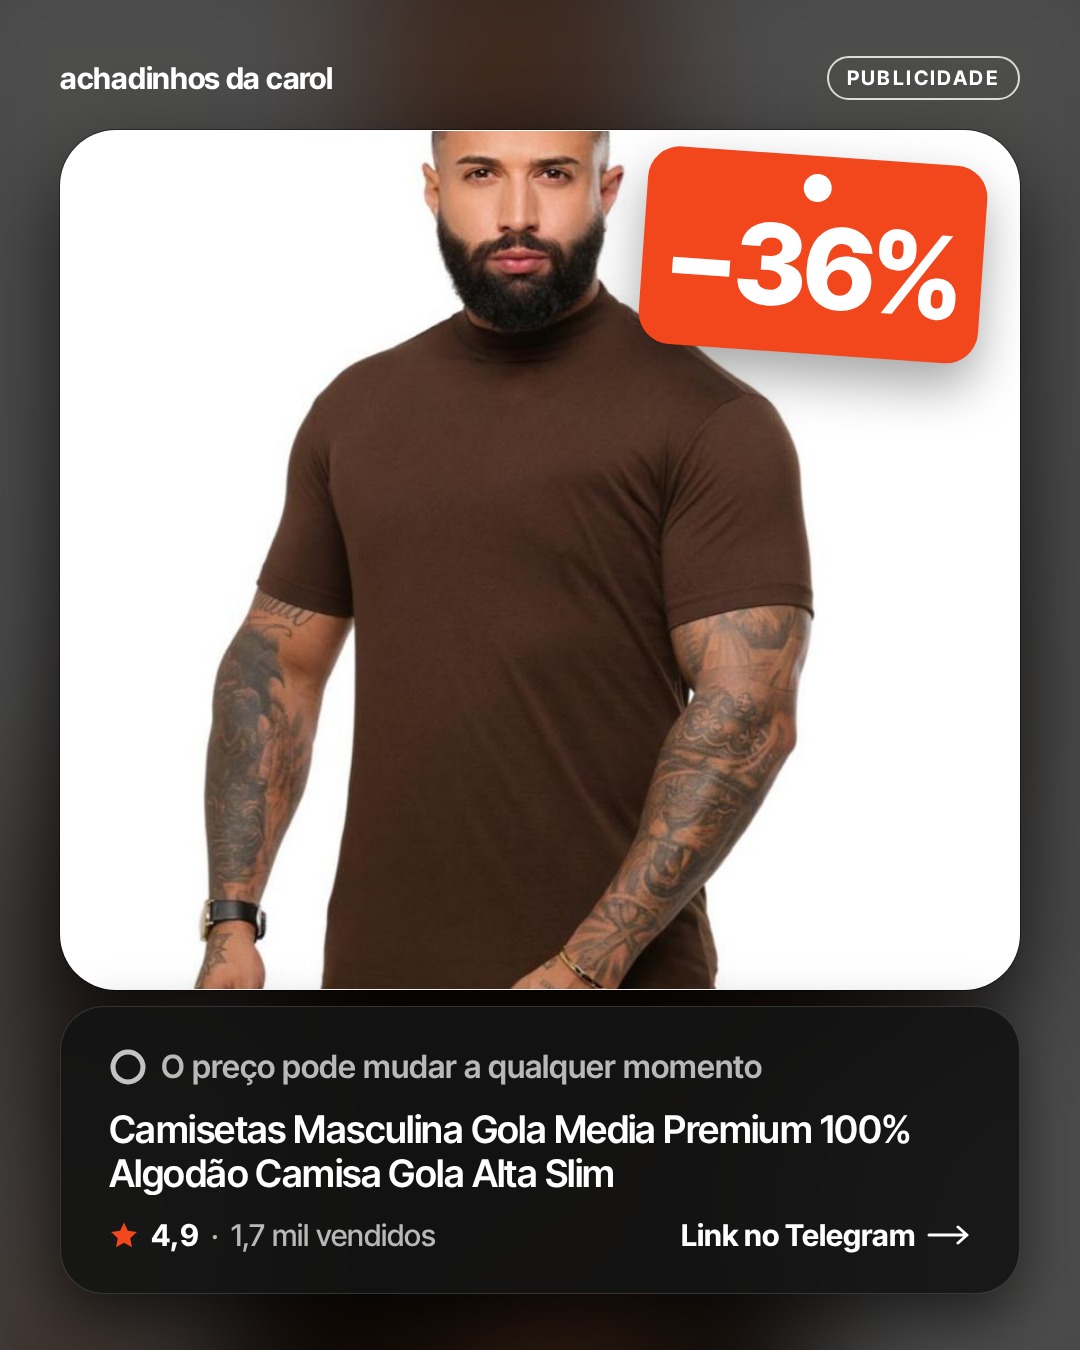 achadinhos da carol
PUBLICIDADE
-36%
O preço pode mudar a qualquer momento
Camisetas Masculina Gola Media Premium 100%
Algodão Camisa Gola Alta Slim
4,9 · 1,7 mil vendidos
Link no Telegram →